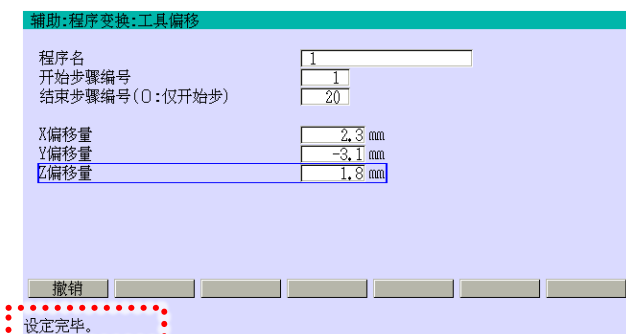 辅助:程序变换:工具偏移
程序名 1
开始步骤编号 1
结束步骤编号(0:仅开始步) 20
X偏移量 2.3 mm
Y偏移量 -3.1 mm
Z偏移量 1.8 mm
撤销
设定完毕。